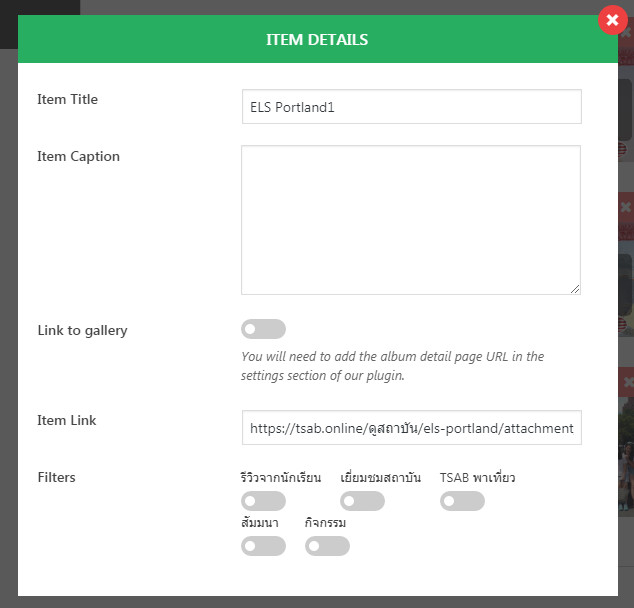 ITEM DETAILS
Item Title
ELS Portland1
Item Caption
Link to gallery
You will need to add the album detail page URL in the
settings section of our plugin.
Item Link
https://tsab.online/ดูสถาบัน/els-portland/attachment
Filters
รีวิวจากนักเรียน เยี่ยมชมสถาบัน TSAB พาเที่ยว
สัมมนา กิจกรรม